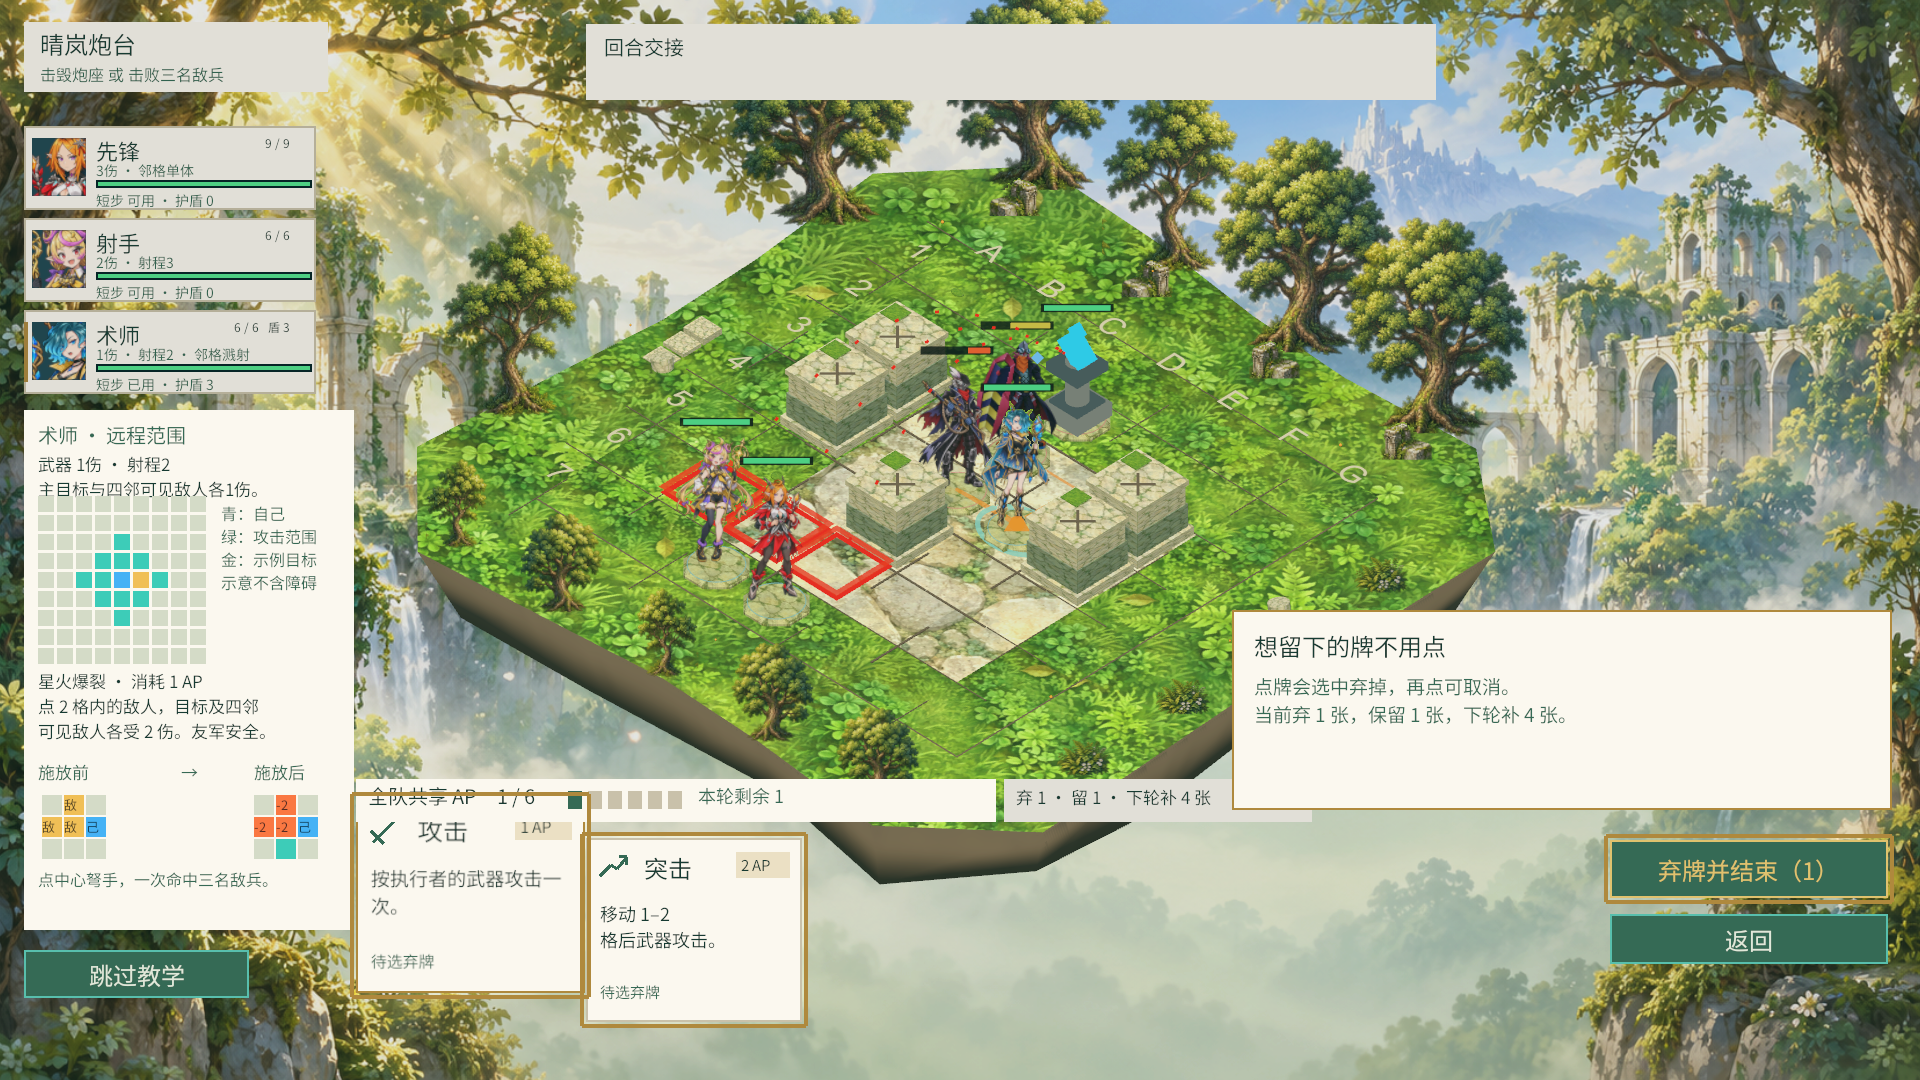 晴岚炮台
击毁炮座 或 击败三名敌兵
回合交接
先锋
9 / 9
3伤 · 邻格单体
短步 可用 · 护盾 0
射手
6 / 6
2伤 · 射程3
短步 可用 · 护盾 0
术师
6 / 6 盾 3
1伤 · 射程2 · 邻格溅射
短步 已用 · 护盾 3
术师 · 远程范围
武器 1伤 · 射程2
主目标与四邻可见敌人各1伤。
青：自己
绿：攻击范围
金：示例目标
示意不含障碍
星火爆裂 · 消耗 1 AP
点 2 格内的敌人，目标及四邻
可见敌人各受 2 伤。友军安全。
施放前 → 施放后
敌
敌 敌 己
-2
-2 -2 己
点中心弩手，一次命中三名敌兵。
跳过教学
1 2 3 4 5 6 7
A B C D E F G
想留下的牌不用点
点牌会选中弃掉，再点可取消。
当前弃 1 张，保留 1 张，下轮补 4 张。
全队共享 AP 1 / 6
本轮剩余 1
弃 1 · 留 1 · 下轮补 4 张
攻击
1 AP
按执行者的武器攻击一
次。
待选弃牌
突击
2 AP
移动 1–2
格后武器攻击。
待选弃牌
弃牌并结束（1）
返回